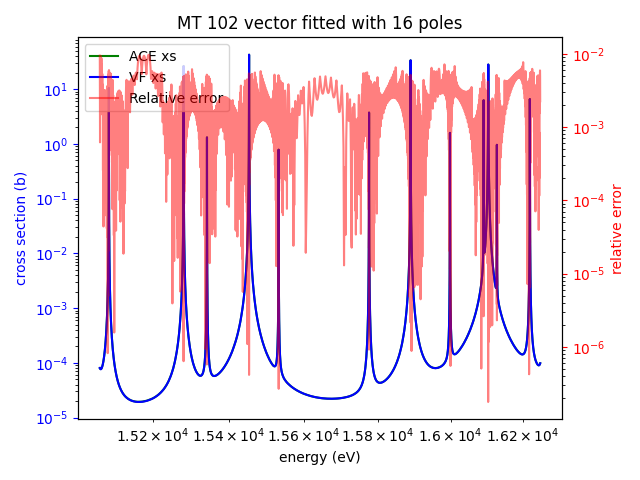 MT 102 vector fitted with 16 poles
ACE xs
VF xs
Relative error
10¹
10⁰
10⁻¹
10⁻²
10⁻³
10⁻⁴
10⁻⁵
cross section (b)
10⁻²
10⁻³
10⁻⁴
10⁻⁵
10⁻⁶
relative error
1.52 × 10⁴ 1.54 × 10⁴ 1.56 × 10⁴ 1.58 × 10⁴ 1.6 × 10⁴ 1.62 × 10⁴
energy (eV)